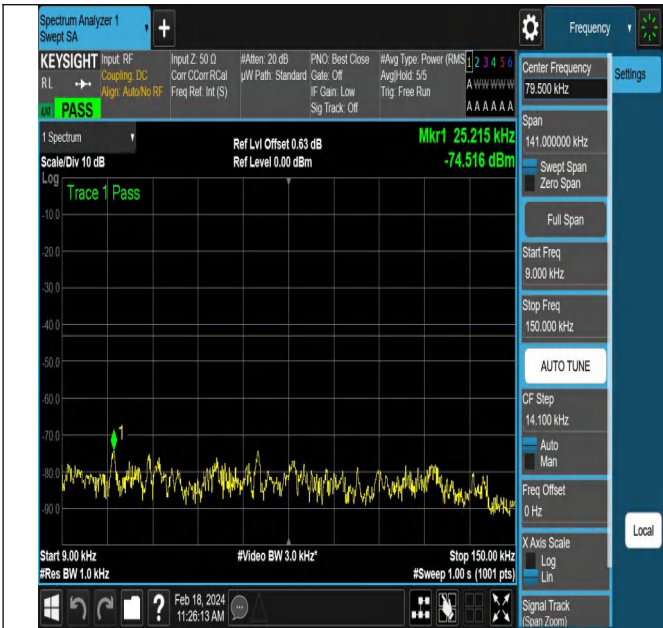 Spectrum Analyzer 1
Swept SA
+
Frequency
KEYSIGHT
RL
PASS
Input: RF
Coupling: DC
Align: Auto/No RF
Input Z: 50 Ω
Corr CCorr RCal
Freq Ref: Int (S)
#Atten: 20 dB
µW Path: Standard
PNO: Best Close
Gate: Off
IF Gain: Low
Sig Track: Off
#Avg Type: Power (RMS
Avg|Hold: 5/5
Trig: Free Run
1 2 3 4 5 6
A W W W W W
A A A A A A
1 Spectrum
Scale/Div 10 dB
Log
Ref Lvl Offset 0.63 dB
Ref Level 0.00 dBm
Mkr1 25.215 kHz
-74.516 dBm
Trace 1 Pass
-10.0
-20.0
-30.0
-40.0
-50.0
-60.0
-70.0
-80.0
-90.0
1
Start 9.00 kHz
#Res BW 1.0 kHz
#Video BW 3.0 kHz*
Stop 150.00 kHz
#Sweep 1.00 s (1001 pts)
Center Frequency
79.500 kHz
Settings
Span
141.000000 kHz
Swept Span
Zero Span
Full Span
Start Freq
9.000 kHz
Stop Freq
150.000 kHz
AUTO TUNE
CF Step
14.100 kHz
Auto
Man
Freq Offset
0 Hz
X Axis Scale
Log
Lin
Signal Track
(Span Zoom)
Local
?
Feb 18, 2024
11:26:13 AM